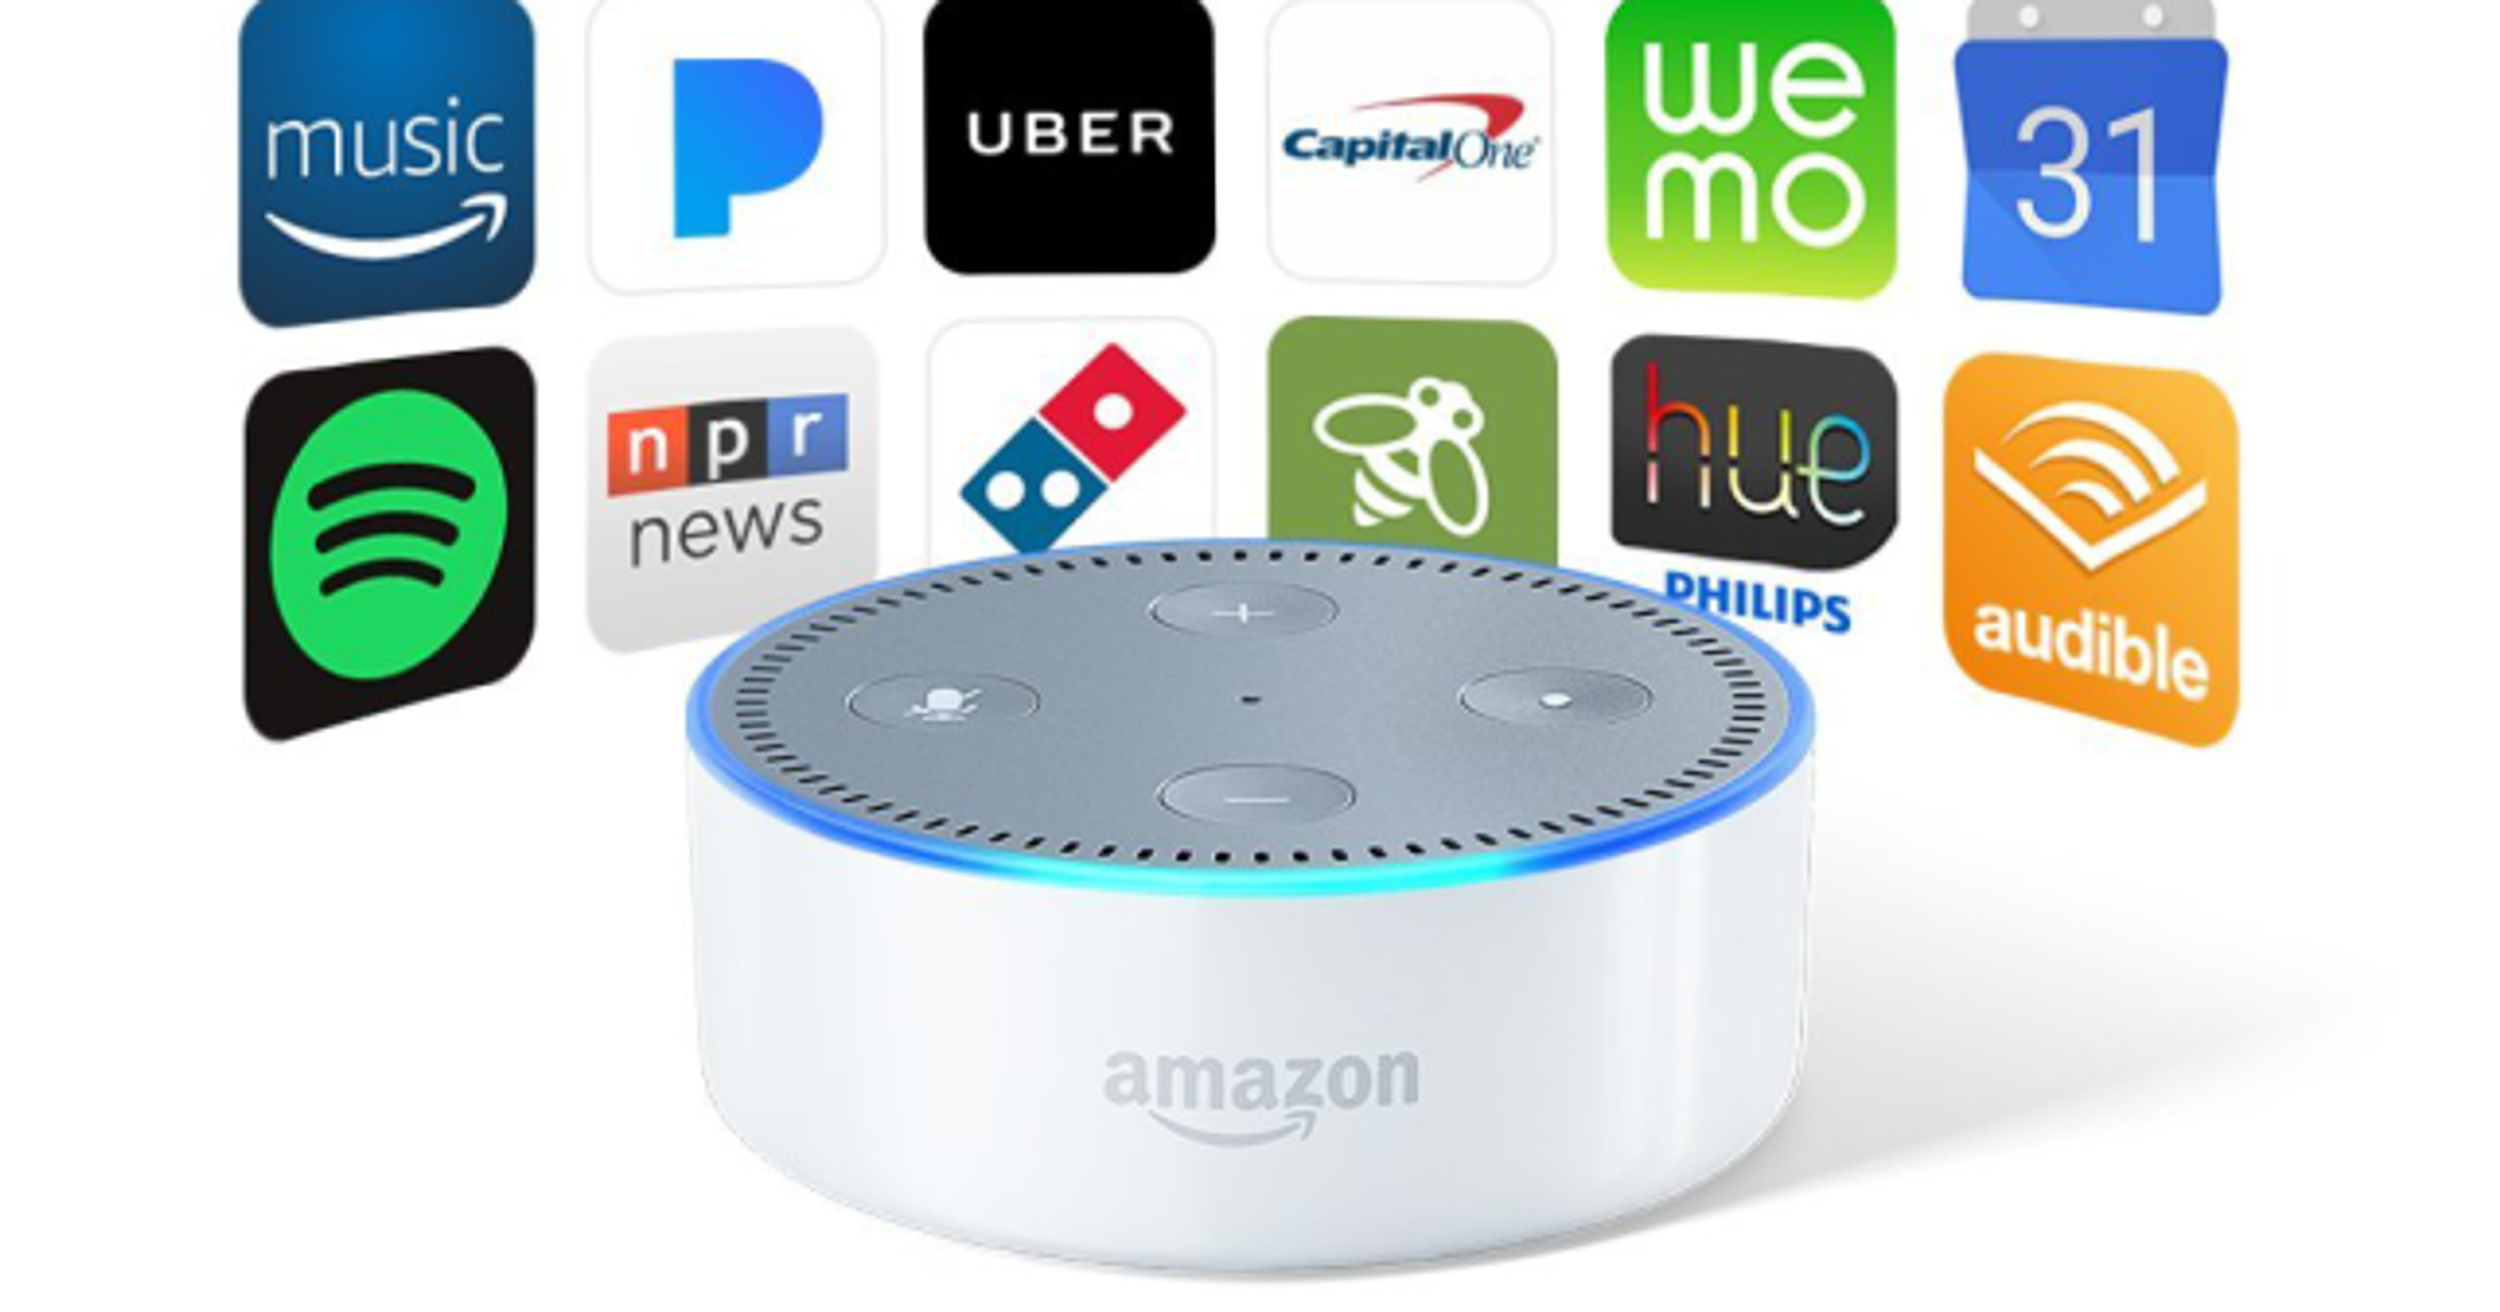 music
UBER
CapitalOne®
we
mo
31
npr
news
hue
PHILIPS
audible
amazon